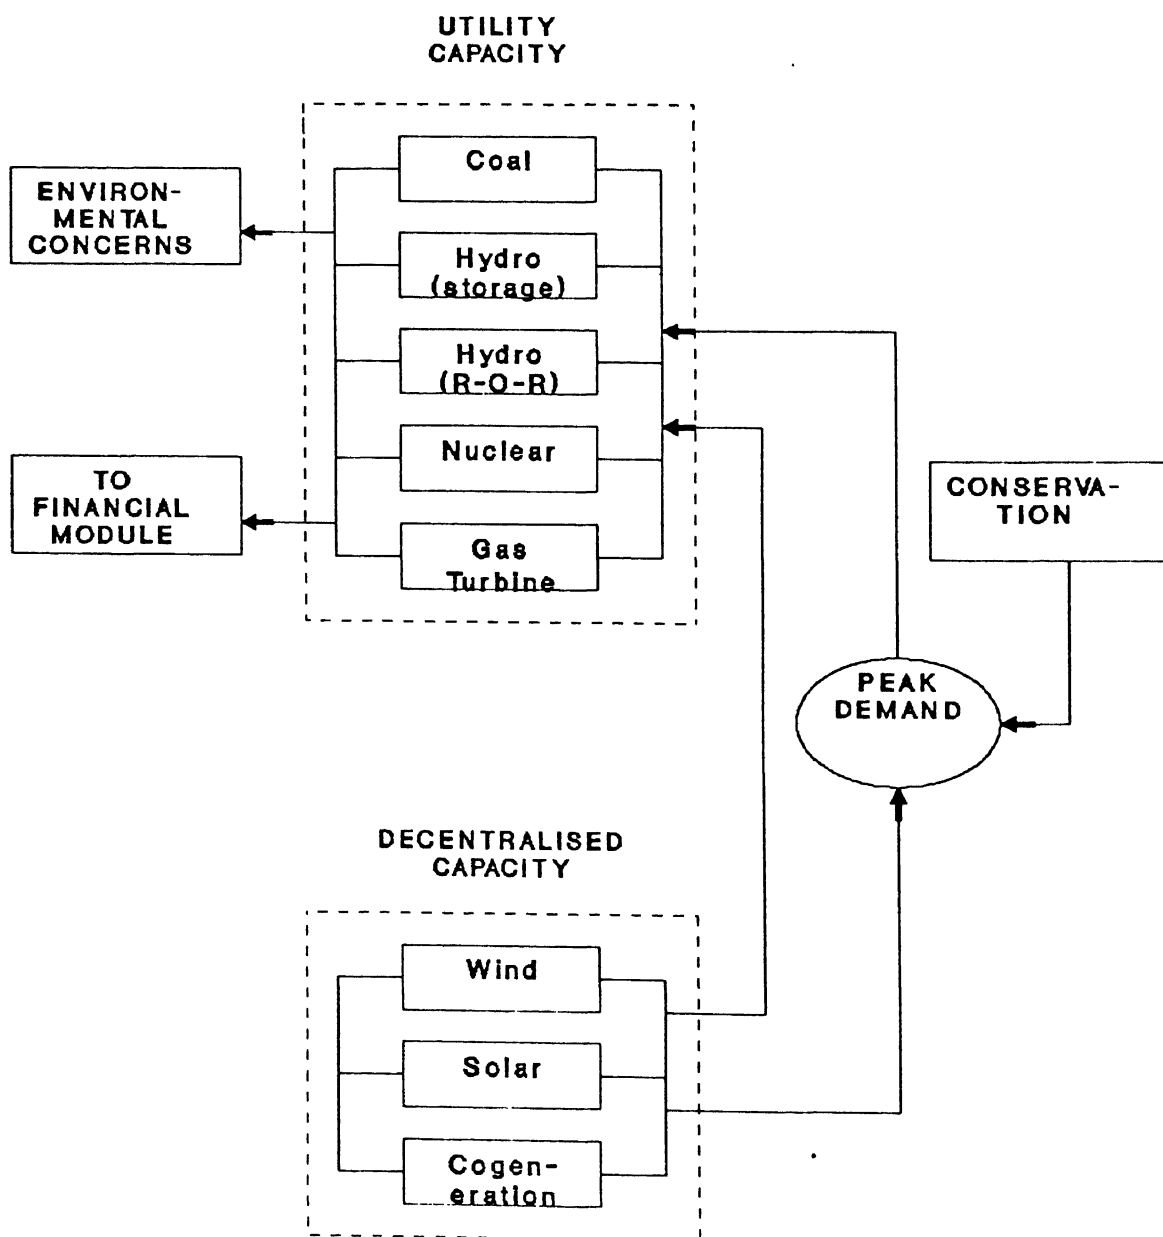 UTILITY
CAPACITY
Coal
ENVIRON-
MENTAL
CONCERNS
Hydro
(storage)
Hydro
(R-O-R)
Nuclear
TO
FINANCIAL
MODULE
CONSERVA-
TION
Gas
Turbine
PEAK
DEMAND
DECENTRALISED
CAPACITY
Wind
Solar
Cogen-
eration